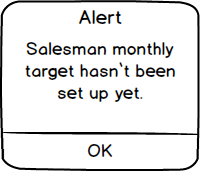 Alert
Salesman monthly
target hasn't been
set up yet.
OK